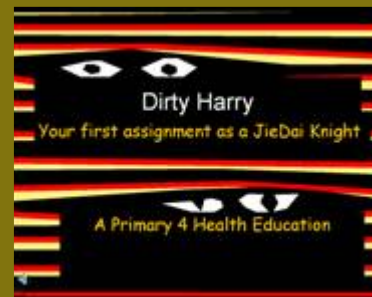 Dirty Harry
Your first assignment as a JieDai Knight
A Primary 4 Health Education